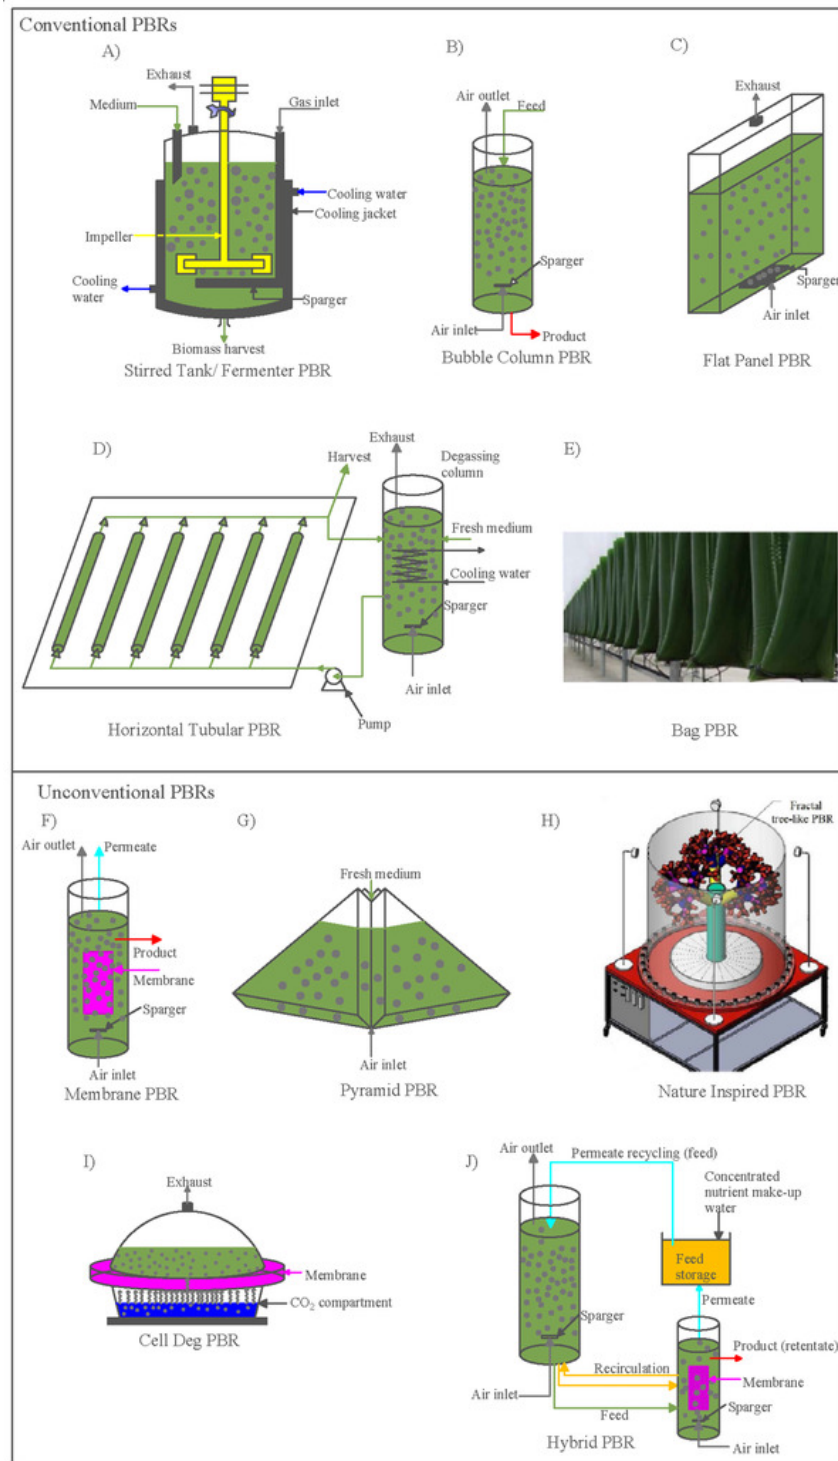 Conventional PBRs
A)
Exhaust
Medium
Gas inlet
Cooling water
Cooling jacket
Impeller
Cooling
water
Sparger
Biomass harvest
Stirred Tank/ Fermenter PBR
B)
Air outlet
Feed
Sparger
Air inlet
Product
Bubble Column PBR
C)
Exhaust
Sparger
Air inlet
Flat Panel PBR
D)
Harvest
Exhaust
Degassing
column
Fresh medium
Cooling water
Sparger
Air inlet
Pump
Horizontal Tubular PBR
E)
Bag PBR
Unconventional PBRs
F)
Air outlet
Permeate
Product
Membrane
Sparger
Air inlet
Membrane PBR
G)
Fresh medium
Air inlet
Pyramid PBR
H)
Fractal
tree-like PBR
Nature Inspired PBR
I)
Exhaust
Membrane
CO₂ compartment
Cell Deg PBR
J)
Air outlet
Permeate recycling (feed)
Concentrated
nutrient make-up
water
Feed
storage
Permeate
Product (retentate)
Sparger
Recirculation
Membrane
Air inlet
Feed
Sparger
Air inlet
Hybrid PBR